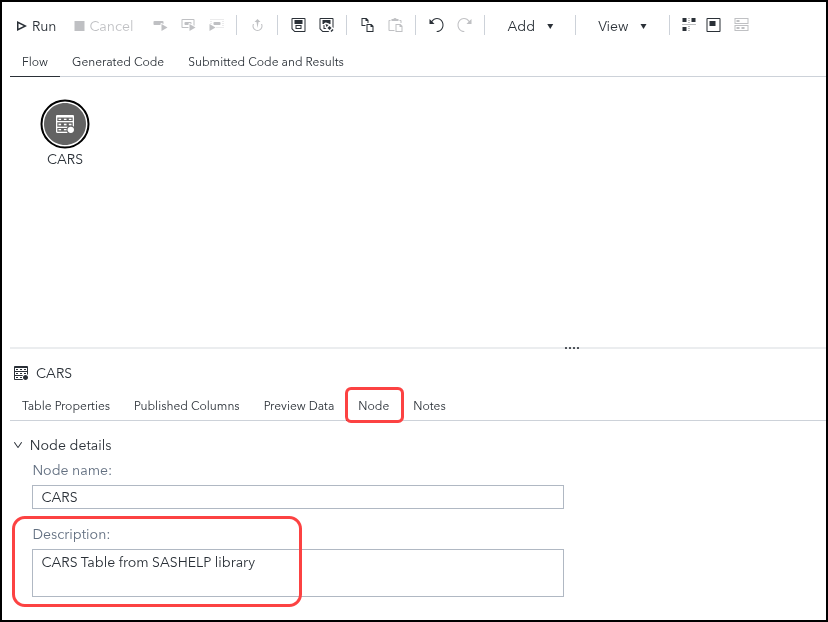 Run Cancel Add View
Flow Generated Code Submitted Code and Results
CARS
CARS
Table Properties Published Columns Preview Data Node Notes
Node details
Node name:
CARS
Description:
CARS Table from SASHELP library